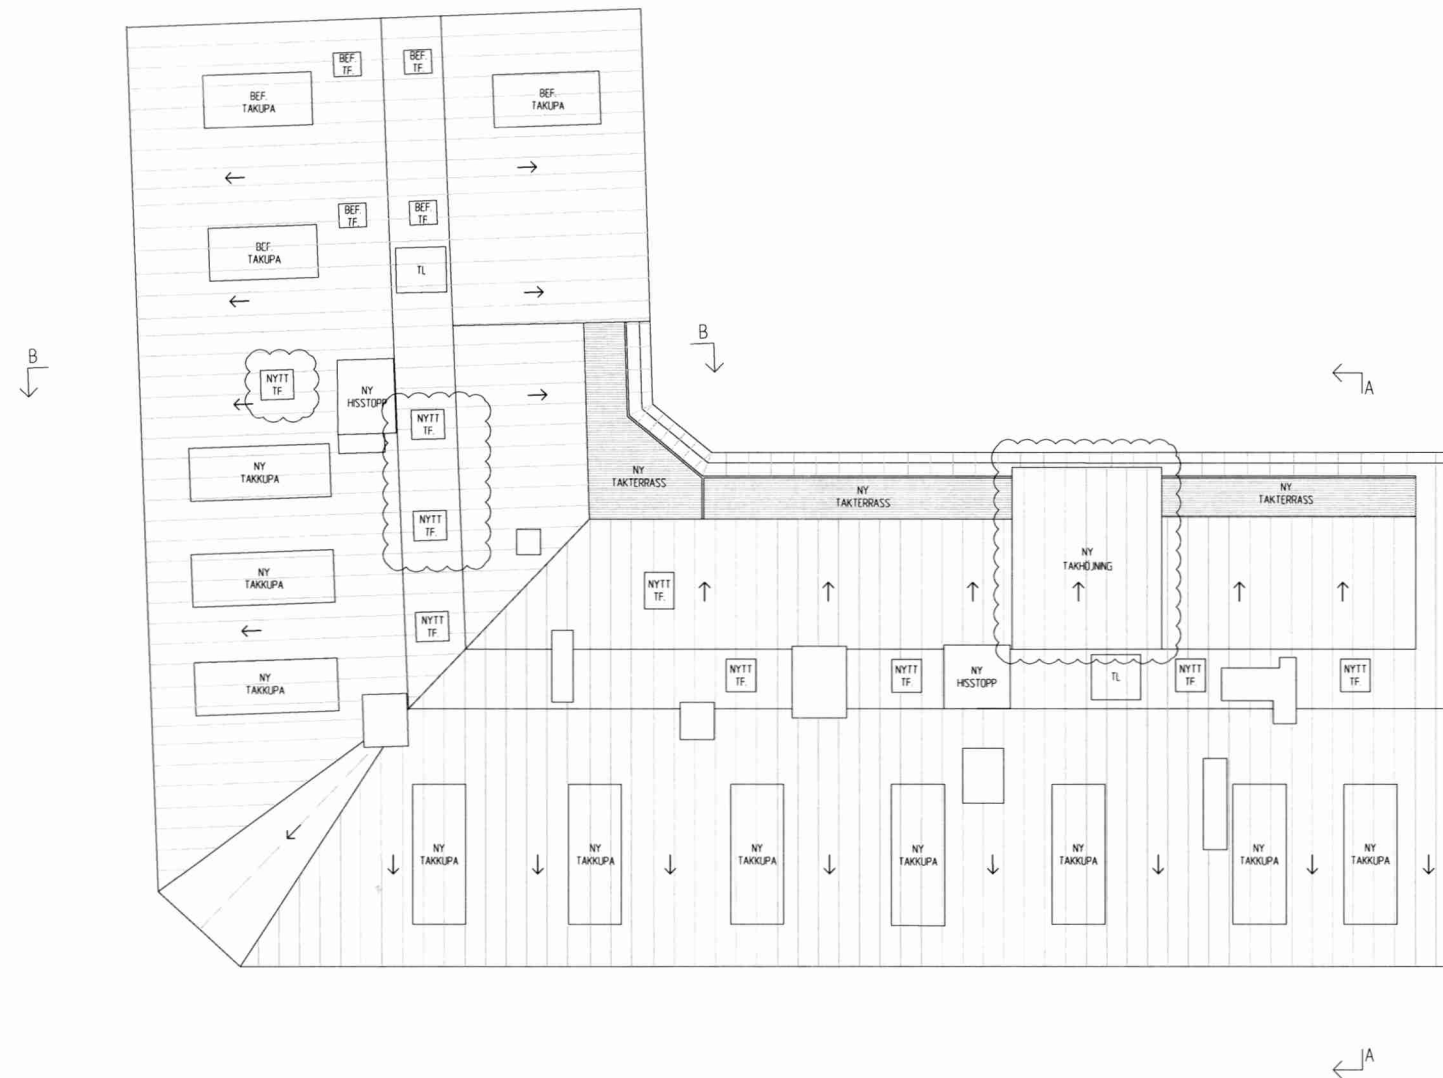 BEF.
TF.
BEF.
TF.
BEF.
TAKUPA
BEF.
TAKUPA
BEF.
TF.
BEF.
TF.
BEF.
TAKUPA
TL
B
B
A
NYTT
TF.
NY
HISSTOPP
NYTT
TF.
NY
TAKKUPA
NY
TAKTERRASS
NY
TAKTERRASS
NY
TAKTERRASS
NYTT
TF.
NY
TAKHÖJNING
NY
TAKKUPA
NYTT
TF.
NYTT
TF.
NY
TAKKUPA
NYTT
TF.
NYTT
TF.
NY
HISSTOPP
TL
NYTT
TF.
NYTT
TF.
NY
TAKKUPA
NY
TAKKUPA
NY
TAKKUPA
NY
TAKKUPA
NY
TAKKUPA
NY
TAKKUPA
NY
TAKKUPA
A